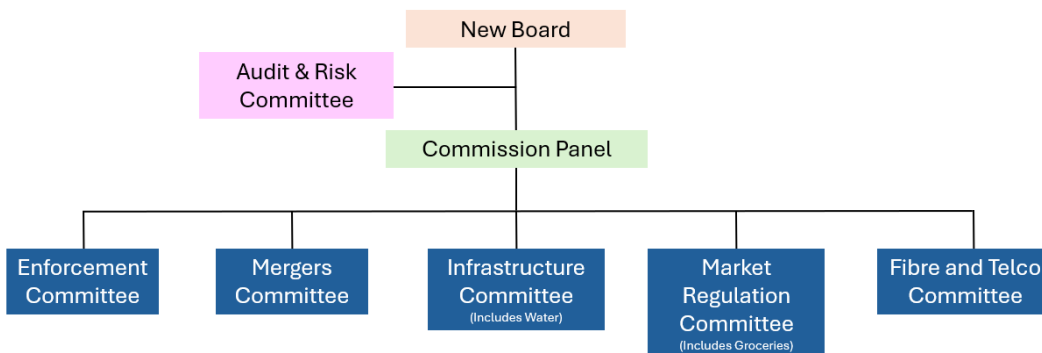 New Board
Audit & Risk
Committee
Commission Panel
Enforcement
Committee
Mergers
Committee
Infrastructure
Committee
(Includes Water)
Market
Regulation
Committee
(Includes Groceries)
Fibre and Telco
Committee